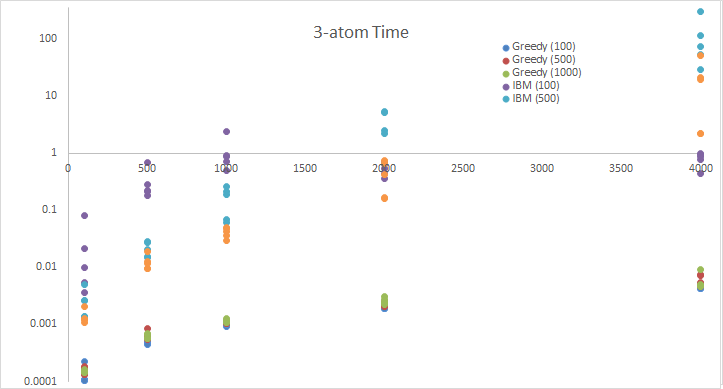 3-atom Time
100
Greedy (100)
Greedy (500)
Greedy (1000)
IBM (100)
IBM (500)
10
1
0 500 1000 1500 2000 2500 3000 3500 4000
0.1
0.01
0.001
0.0001